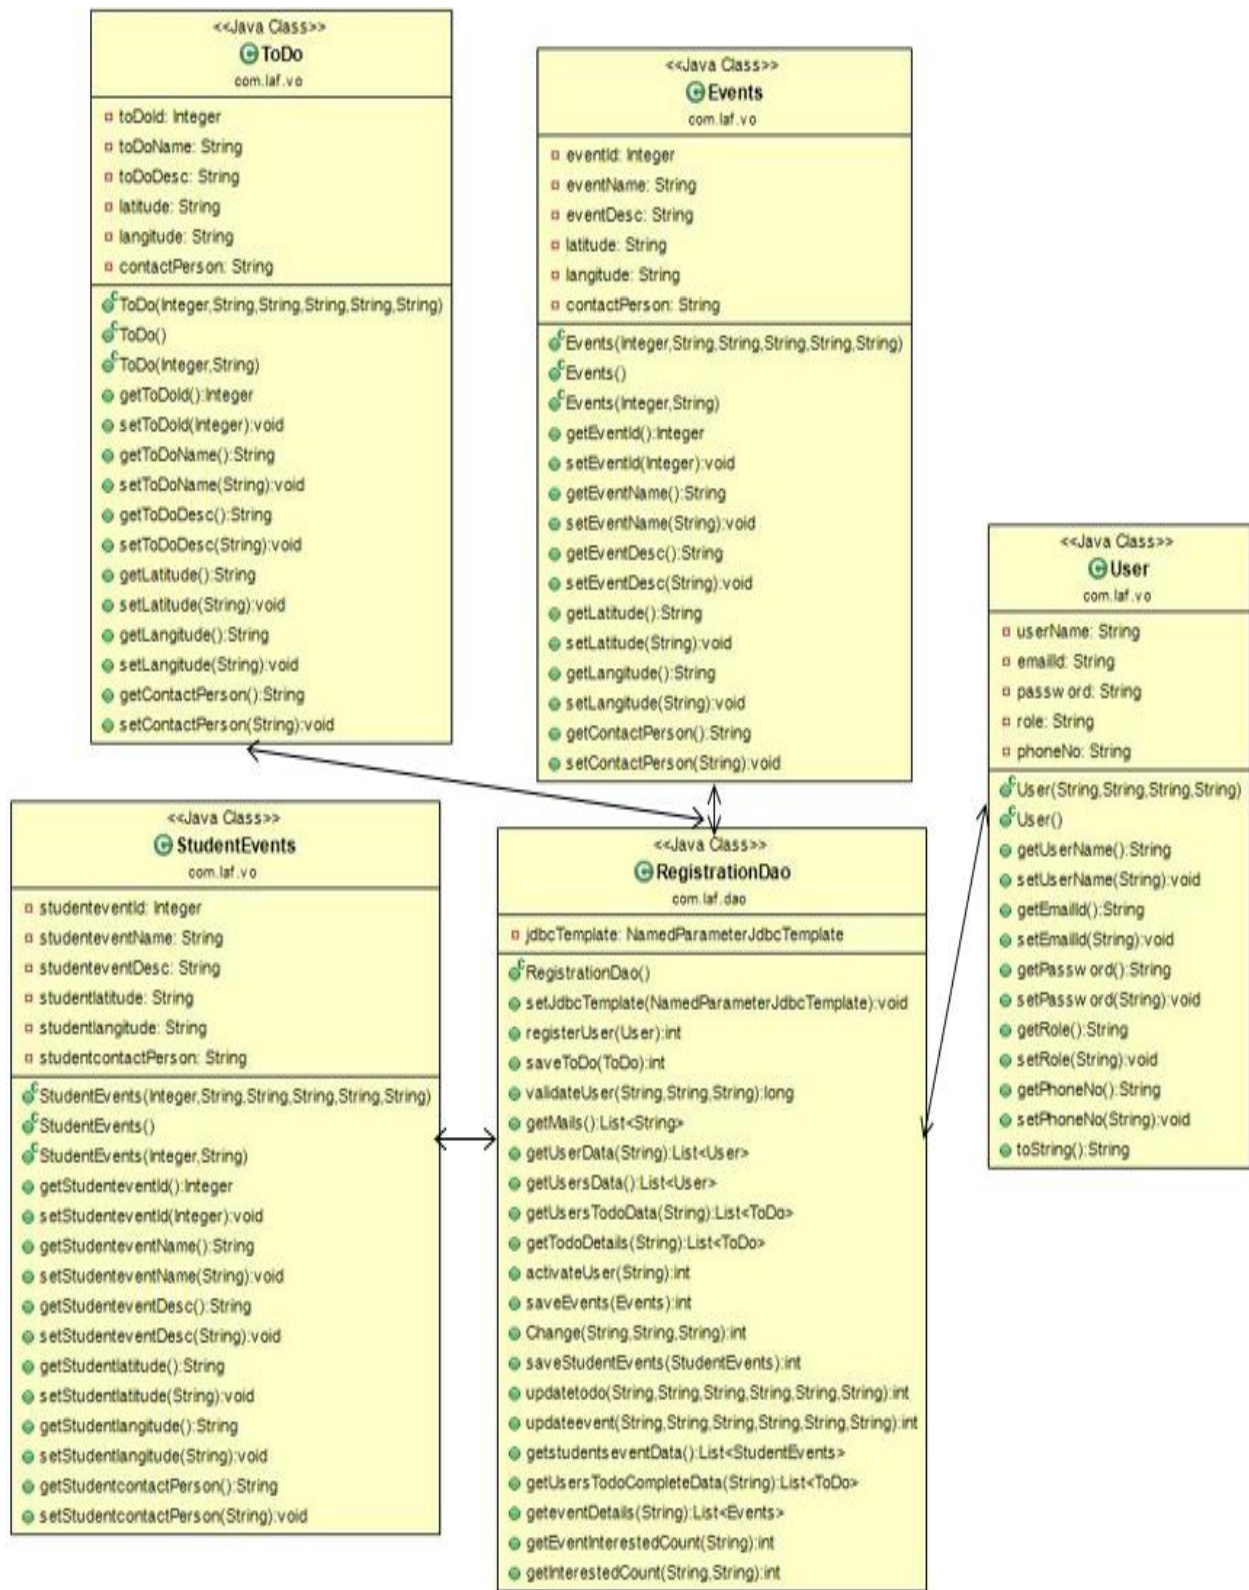 <<Java Class>>
ToDo
com.laf.vo
toDoId: Integer
toDoName: String
toDoDesc: String
latitude: String
langitude: String
contactPerson: String
ToDo(Integer,String,String,String,String,String)
ToDo()
ToDo(Integer,String)
getToDoId():Integer
setToDoId(Integer):void
getToDoName():String
setToDoName(String):void
getToDoDesc():String
setToDoDesc(String):void
getLatitude():String
setLatitude(String):void
getLangitude():String
setLangitude(String):void
getContactPerson():String
setContactPerson(String):void
<<Java Class>>
Events
com.laf.vo
eventId: Integer
eventName: String
eventDesc: String
latitude: String
langitude: String
contactPerson: String
Events(Integer,String,String,String,String,String)
Events()
Events(Integer,String)
getEventId():Integer
setEventId(Integer):void
getEventName():String
setEventName(String):void
getEventDesc():String
setEventDesc(String):void
getLatitude():String
setLatitude(String):void
getLangitude():String
setLangitude(String):void
getContactPerson():String
setContactPerson(String):void
<<Java Class>>
User
com.laf.vo
userName: String
emailId: String
password: String
role: String
phoneNo: String
User(String,String,String,String)
User()
getUserName():String
setUserName(String):void
getEmailId():String
setEmailId(String):void
getPassword():String
setPassword(String):void
getRole():String
setRole(String):void
getPhoneNo():String
setPhoneNo(String):void
toString():String
<<Java Class>>
StudentEvents
com.laf.vo
studenteventId: Integer
studenteventName: String
studenteventDesc: String
studentlatitude: String
studentlangitude: String
studentcontactPerson: String
StudentEvents(Integer,String,String,String,String,String)
StudentEvents()
StudentEvents(Integer,String)
getStudenteventId():Integer
setStudenteventId(Integer):void
getStudenteventName():String
setStudenteventName(String):void
getStudenteventDesc():String
setStudenteventDesc(String):void
getStudentlatitude():String
setStudentlatitude(String):void
getStudentlangitude():String
setStudentlangitude(String):void
getStudentcontactPerson():String
setStudentcontactPerson(String):void
<<Java Class>>
RegistrationDao
com.laf.dao
jdbcTemplate: NamedParameterJdbcTemplate
RegistrationDao()
setJdbcTemplate(NamedParameterJdbcTemplate):void
registerUser(User):int
saveToDo(ToDo):int
validateUser(String,String,String):long
getMails():List<String>
getUserData(String):List<User>
getUsersData():List<User>
getUsersTodoData(String):List<ToDo>
getTodoDetails(String):List<ToDo>
activateUser(String):int
saveEvents(Events):int
Change(String,String,String):int
saveStudentEvents(StudentEvents):int
updatetodo(String,String,String,String,String,String):int
updateevent(String,String,String,String,String,String):int
getstudentseventData():List<StudentEvents>
getUsersTodoCompleteData(String):List<ToDo>
geteventDetails(String):List<Events>
getEventInterestedCount(String):int
getInterestedCount(String,String):int